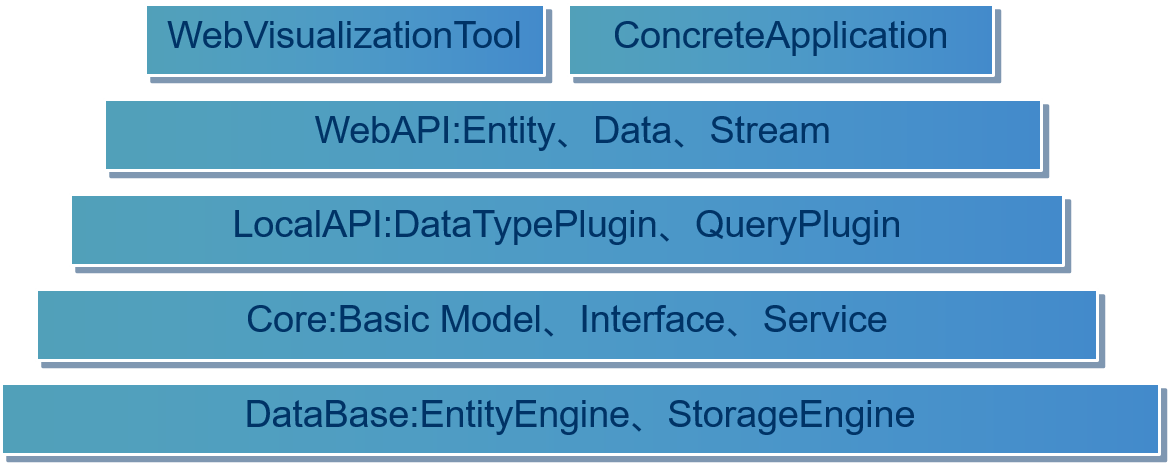 WebVisualizationTool
ConcreteApplication
WebAPI:Entity、Data、Stream
LocalAPI:DataTypePlugin、QueryPlugin
Core:Basic Model、Interface、Service
DataBase:EntityEngine、StorageEngine